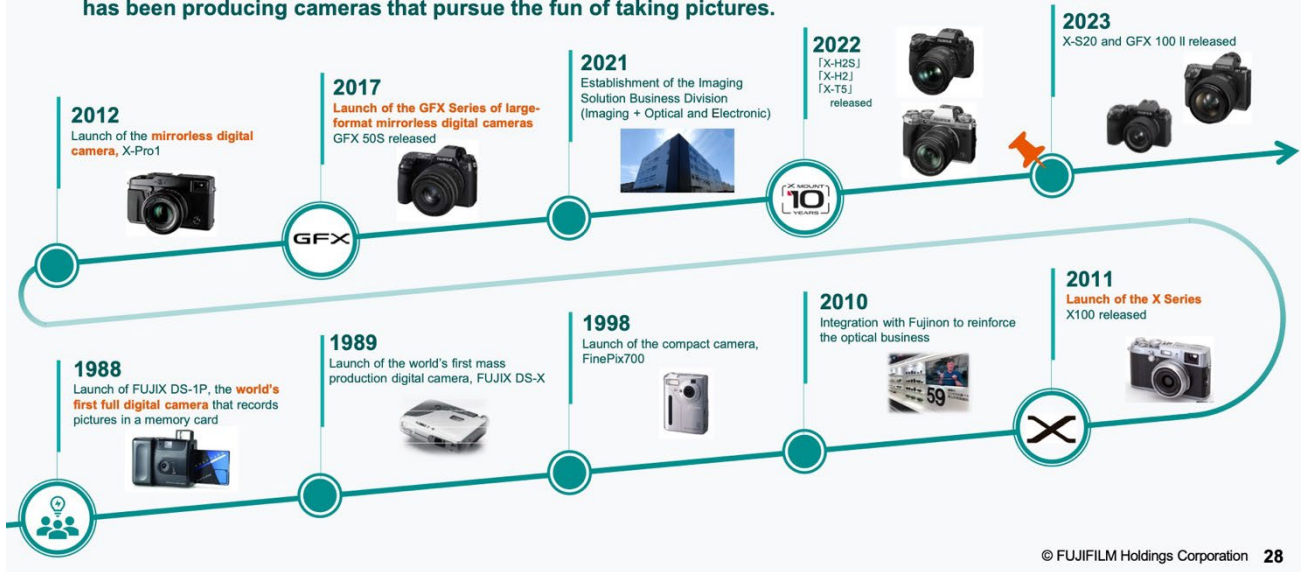 has been producing cameras that pursue the fun of taking pictures.
2012
Launch of the mirrorless digital
camera, X-Pro1
2017
Launch of the GFX Series of large-
format mirrorless digital cameras
GFX 50S released
GFX
2021
Establishment of the Imaging
Solution Business Division
(Imaging + Optical and Electronic)
2022
「X-H2S」
「X-H2」
「X-T5」
released
X MOUNT
10
YEARS
2023
X-S20 and GFX 100 II released
1988
Launch of FUJIX DS-1P, the world's
first full digital camera that records
pictures in a memory card
1989
Launch of the world's first mass
production digital camera, FUJIX DS-X
1998
Launch of the compact camera,
FinePix700
2010
Integration with Fujinon to reinforce
the optical business
59
2011
Launch of the X Series
X100 released
X
© FUJIFILM Holdings Corporation 28